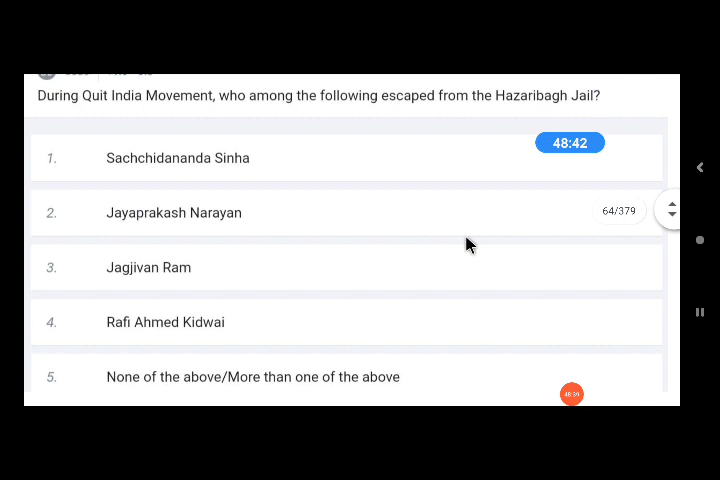 During Quit India Movement, who among the following escaped from the Hazaribagh Jail?
48:42
1. Sachchidananda Sinha
2. Jayaprakash Narayan
64/379
3. Jagjivan Ram
4. Rafi Ahmed Kidwai
5. None of the above/More than one of the above
48:39